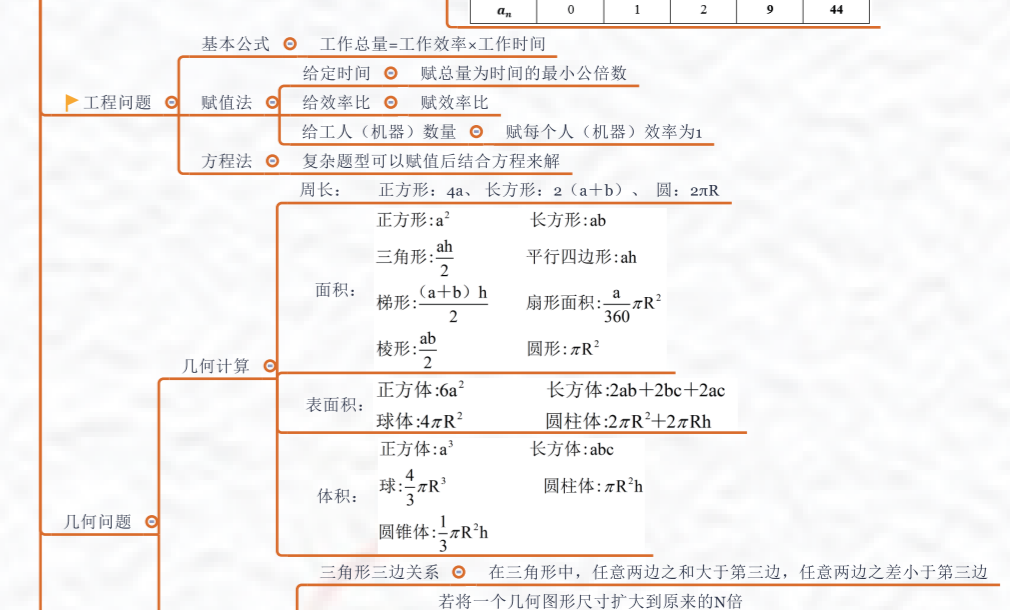 aₙ 0 1 2 9 44
基本公式 工作总量=工作效率×工作时间
给定时间 赋总量为时间的最小公倍数
工程问题 赋值法 给效率比 赋效率比
给工人（机器）数量 赋每个人（机器）效率为1
方程法 复杂题型可以赋值后结合方程来解
周长： 正方形：4a、 长方形：2（a＋b）、 圆：2πR
正方形:a² 长方形:ab
三角形:ah/2 平行四边形:ah
面积：
梯形:（a＋b）h/2 扇形面积:a/360 πR²
棱形:ab/2 圆形:πR²
几何计算
正方体:6a² 长方体:2ab＋2bc＋2ac
表面积：
球体:4πR² 圆柱体:2πR²＋2πRh
正方体:a³ 长方体:abc
球:4/3 πR³ 圆柱体:πR²h
体积：
几何问题
圆锥体:1/3 πR²h
三角形三边关系 在三角形中，任意两边之和大于第三边，任意两边之差小于第三边
若将一个几何图形尺寸扩大到原来的N倍